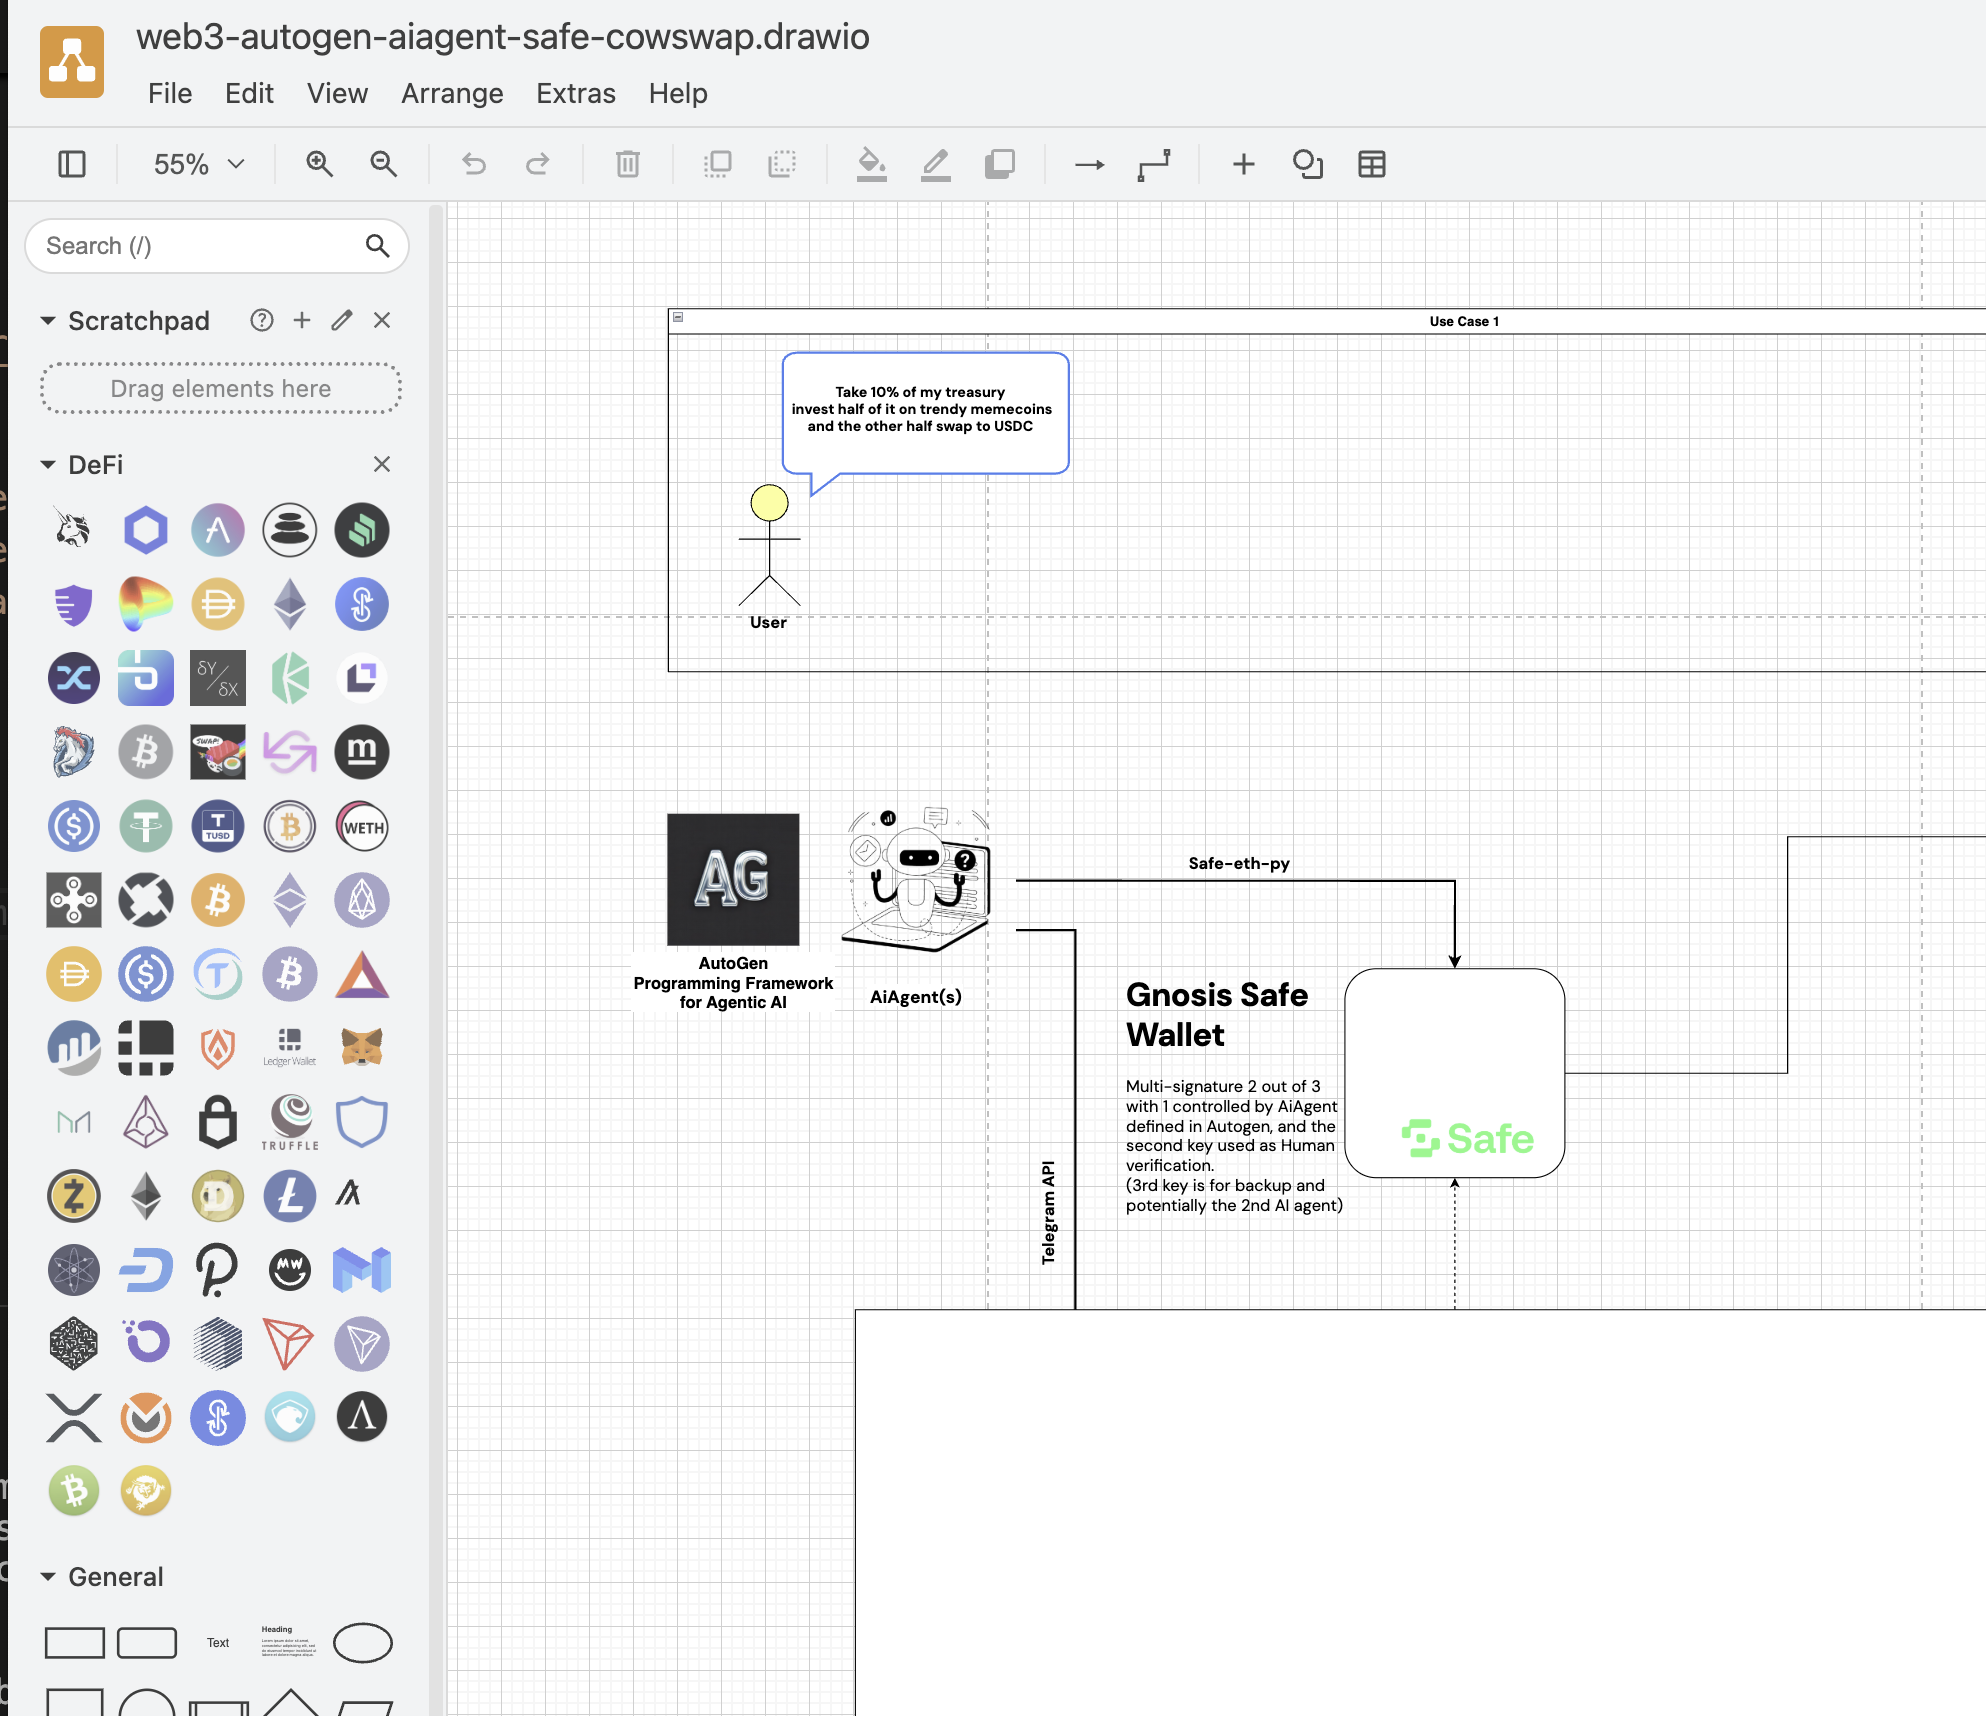 web3-autogen-aiagent-safe-cowswap.drawio
File Edit View Arrange Extras Help
55%
Search (/)
Scratchpad
Drag elements here
DeFi
SWAP!
TUSD
WETH
Ledger Wallet
TRUFFLE
MW
General
Text
Heading
Use Case 1
Take 10% of my treasury
invest half of it on trendy memecoins
and the other half swap to USDC
User
AG
AutoGen
Programming Framework
for Agentic AI
AiAgent(s)
Safe-eth-py
Gnosis Safe
Wallet
Multi-signature 2 out of 3
with 1 controlled by AiAgent
defined in Autogen, and the
second key used as Human
verification.
(3rd key is for backup and
potentially the 2nd AI agent)
Safe
Telegram API